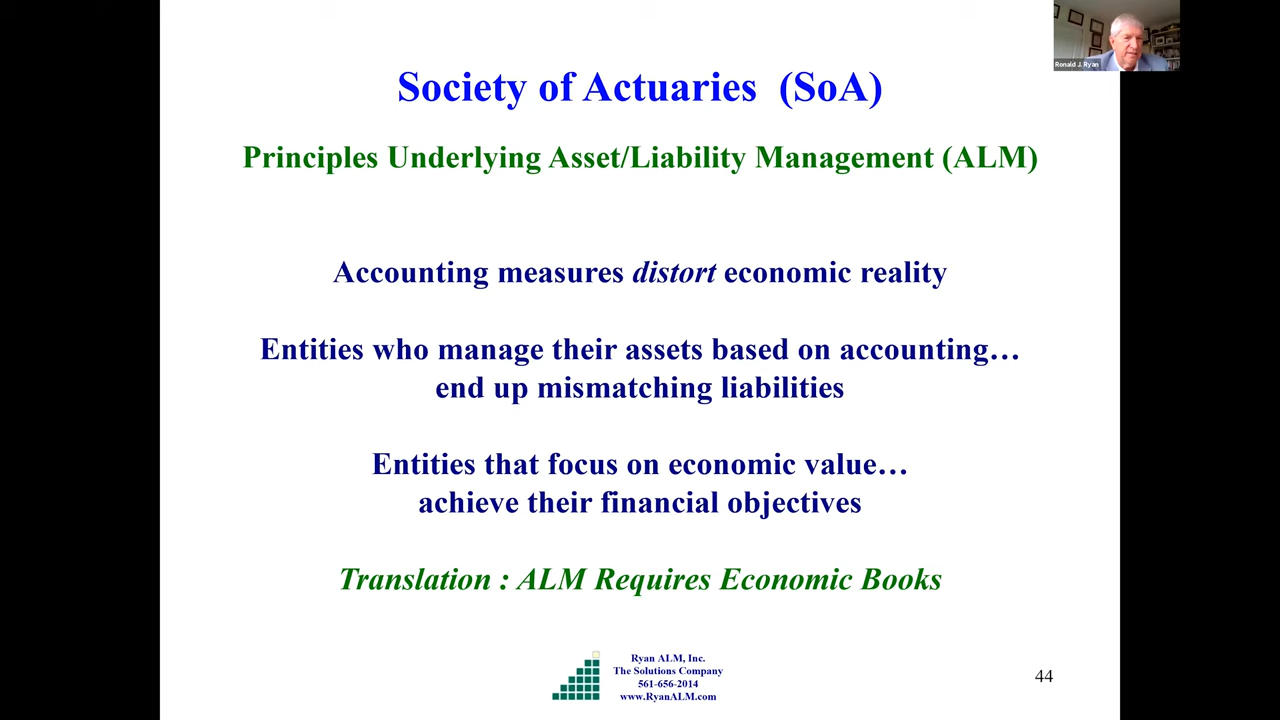 Ronald J. Ryan
Society of Actuaries (SoA)
Principles Underlying Asset/Liability Management (ALM)
Accounting measures distort economic reality
Entities who manage their assets based on accounting…
end up mismatching liabilities
Entities that focus on economic value…
achieve their financial objectives
Translation : ALM Requires Economic Books
Ryan ALM, Inc.
The Solutions Company
561-656-2014
www.RyanALM.com
44